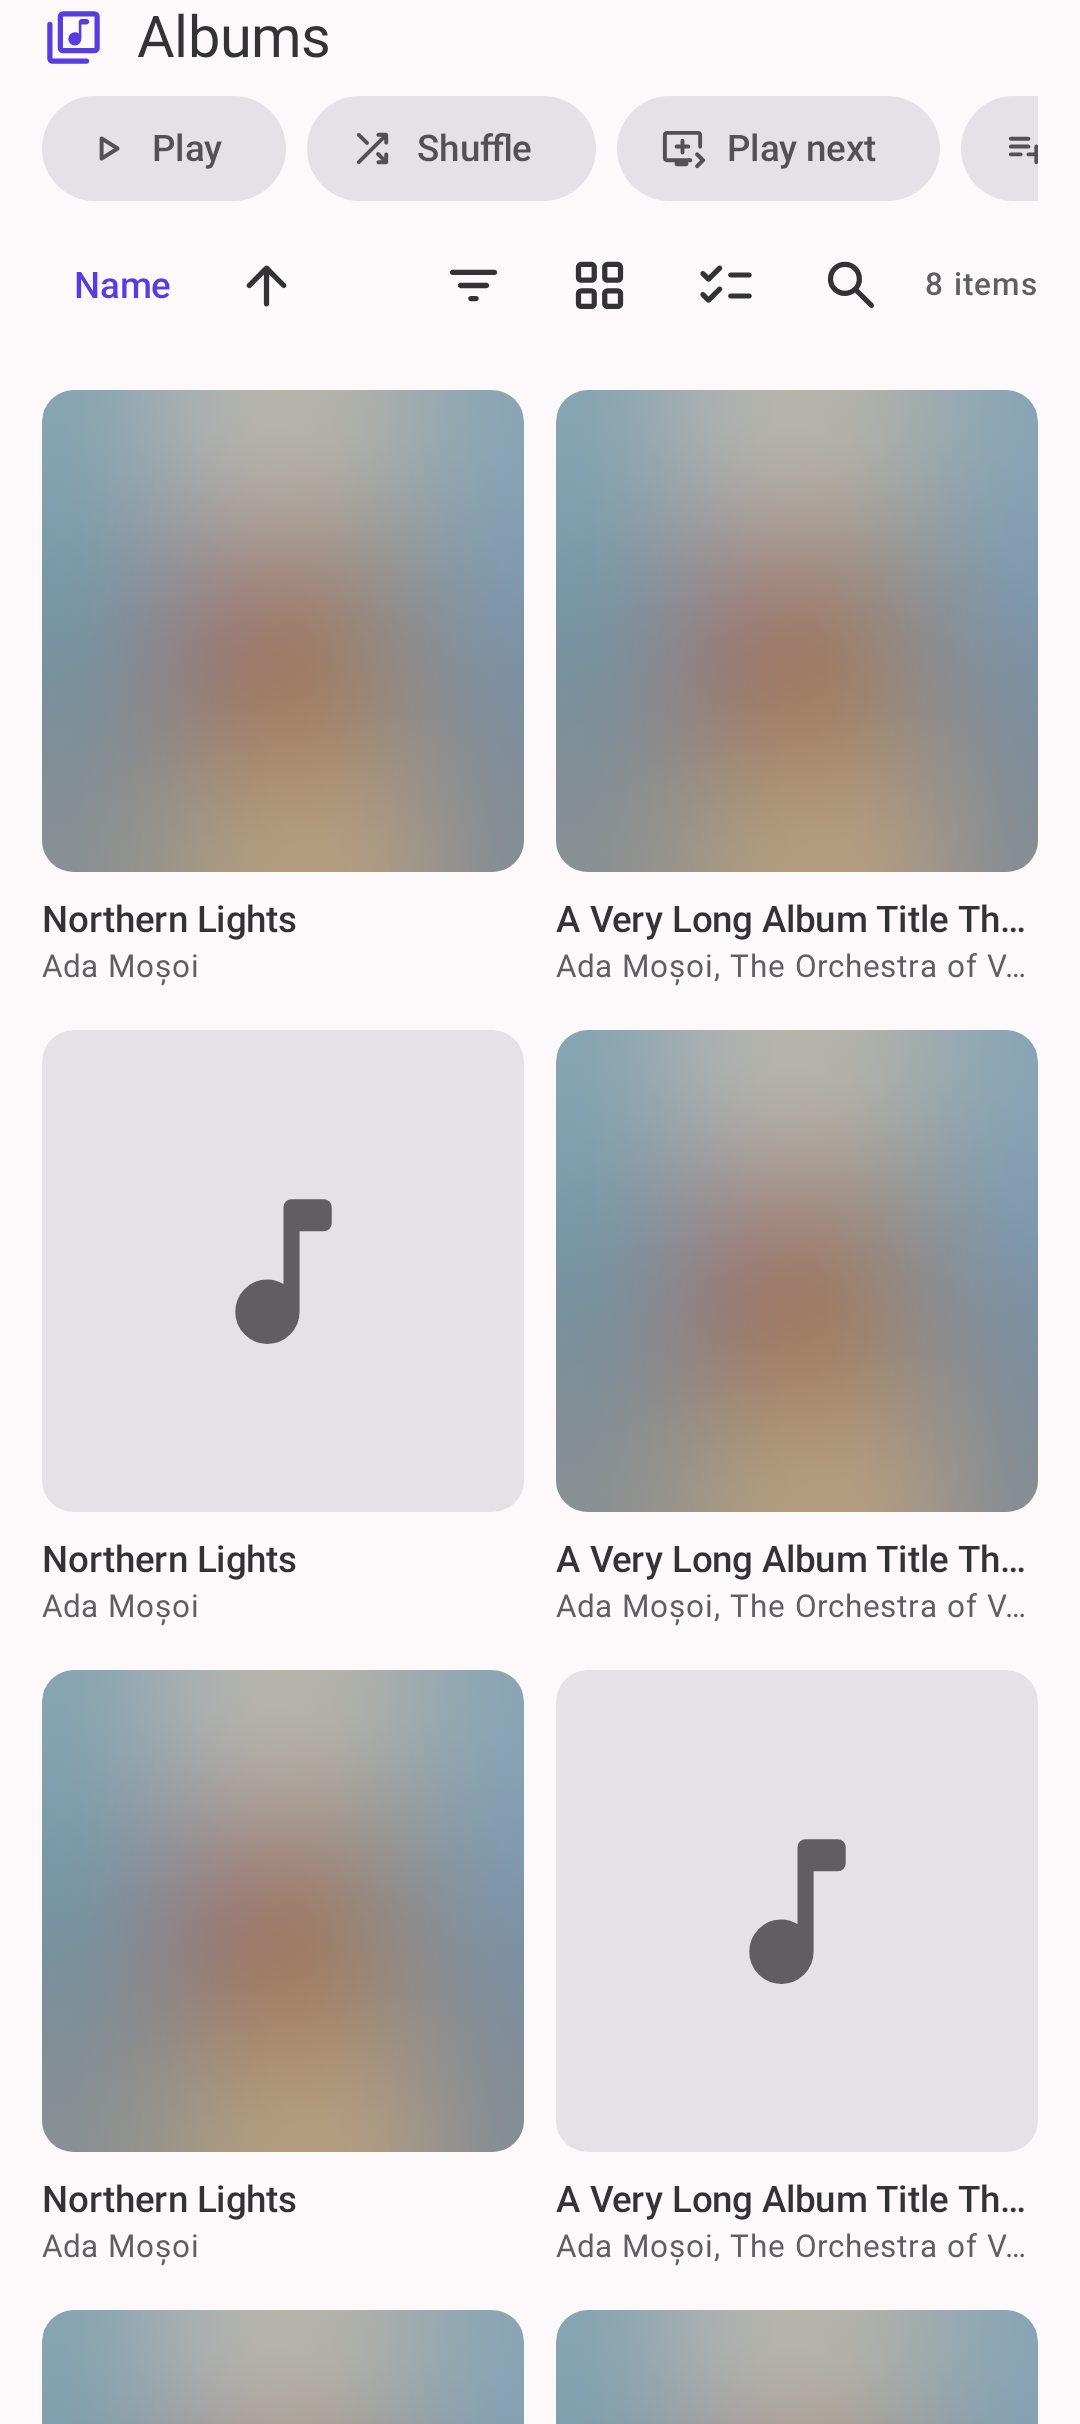 Albums
Play
Shuffle
Play next
Name
8 items
Northern Lights
Ada Moșoi
A Very Long Album Title Th...
Ada Moșoi, The Orchestra of V...
Northern Lights
Ada Moșoi
A Very Long Album Title Th...
Ada Moșoi, The Orchestra of V...
Northern Lights
Ada Moșoi
A Very Long Album Title Th...
Ada Moșoi, The Orchestra of V...